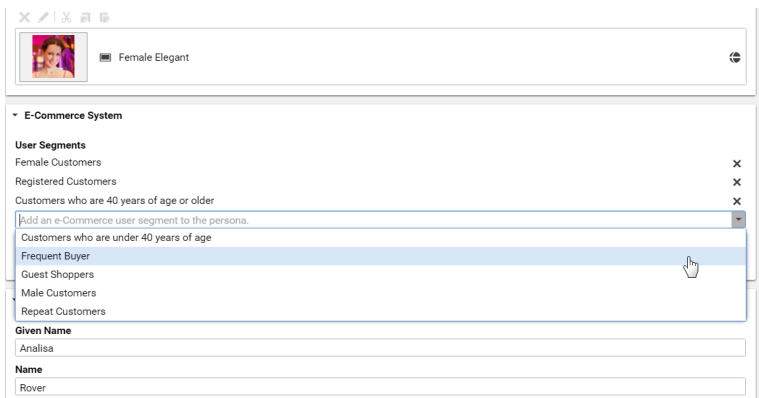 Female Elegant
E-Commerce System
User Segments
Female Customers
Registered Customers
Customers who are 40 years of age or older
Add an e-Commerce user segment to the persona.
Customers who are under 40 years of age
Frequent Buyer
Guest Shoppers
Male Customers
Repeat Customers
Given Name
Analisa
Name
Rover